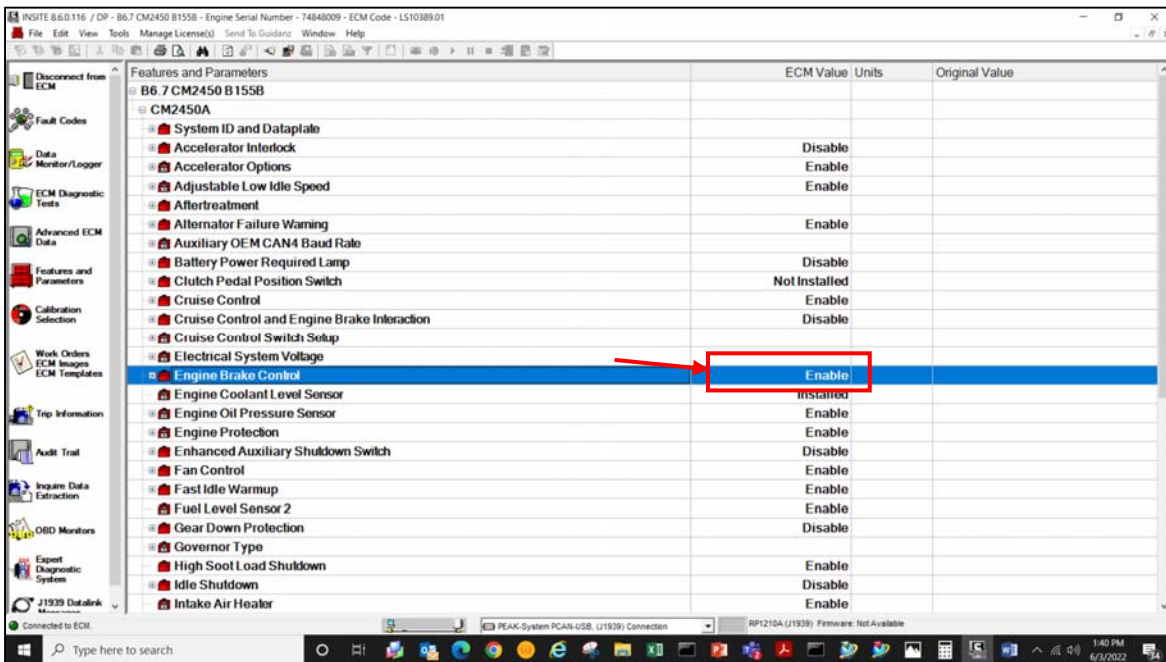 INSITE 8.6.0.116 / DP - B6.7 CM2450 B155B - Engine Serial Number - 74848009 - ECM Code - LS10389.01
File Edit View Tools Manage License(s) Send To Guidanz Window Help
Features and Parameters ECM Value Units Original Value
Disconnect from ECM
Fault Codes
Data Monitor/Logger
ECM Diagnostic Tests
Advanced ECM Data
Features and Parameters
Calibration Selection
Work Orders
ECM Images
ECM Templates
Trip Information
Audit Trail
Inquire Data Extraction
OBD Monitors
Expert Diagnostic System
J1939 Datalink
B6.7 CM2450 B155B
CM2450A
System ID and Dataplate
Accelerator Interlock Disable
Accelerator Options Enable
Adjustable Low Idle Speed Enable
Aftertreatment
Alternator Failure Warning Enable
Auxiliary OEM CAN4 Baud Rate
Battery Power Required Lamp Disable
Clutch Pedal Position Switch Not Installed
Cruise Control Enable
Cruise Control and Engine Brake Interaction Disable
Cruise Control Switch Setup
Electrical System Voltage
Engine Brake Control Enable
Engine Coolant Level Sensor Installed
Engine Oil Pressure Sensor Enable
Engine Protection Enable
Enhanced Auxiliary Shutdown Switch Disable
Fan Control Enable
Fast Idle Warmup Enable
Fuel Level Sensor 2 Enable
Gear Down Protection Disable
Governor Type
High Soot Load Shutdown Enable
Idle Shutdown Disable
Intake Air Heater Enable
Connected to ECM. PEAK-System PCAN-USB, (J1939) Connection RP1210A (J1939) Firmware: Not Available
Type here to search
1:40 PM
6/3/2022